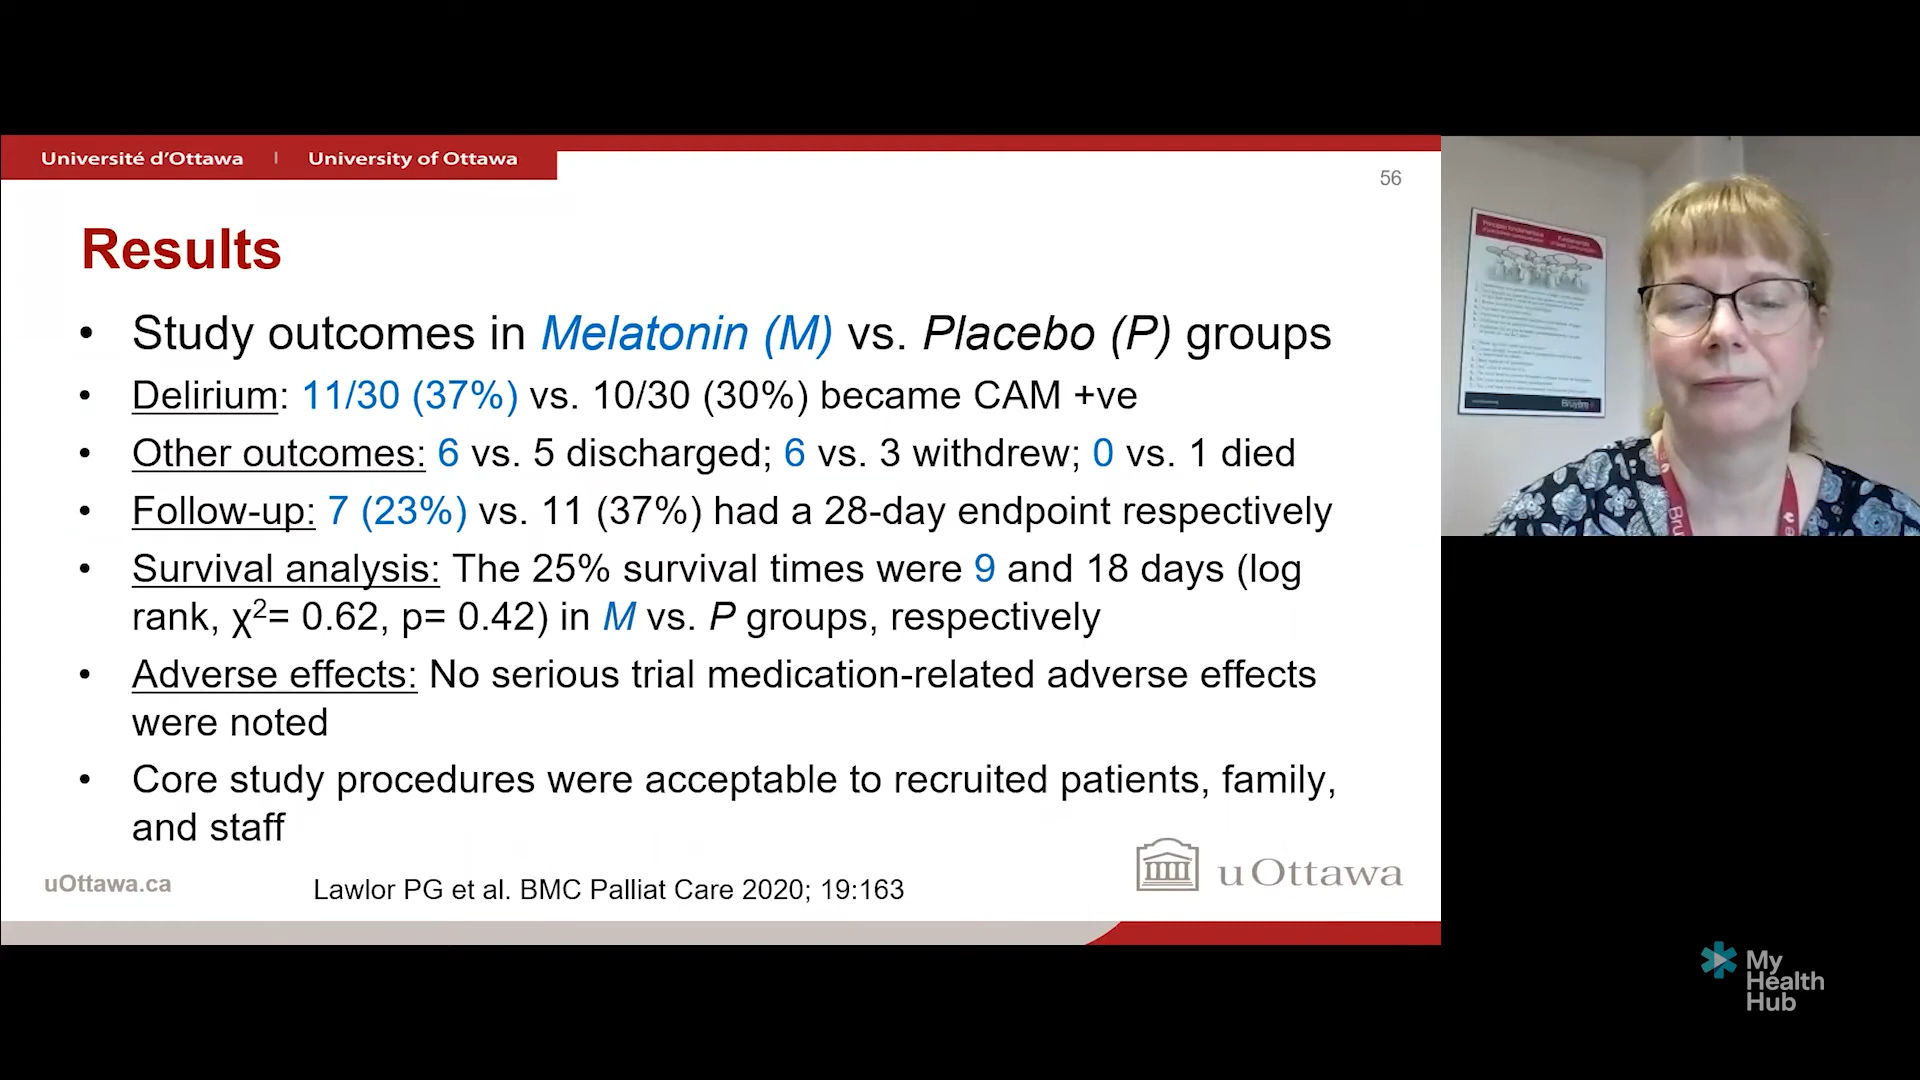 Université d'Ottawa | University of Ottawa
56
Results
• Study outcomes in Melatonin (M) vs. Placebo (P) groups
• Delirium: 11/30 (37%) vs. 10/30 (30%) became CAM +ve
• Other outcomes: 6 vs. 5 discharged; 6 vs. 3 withdrew; 0 vs. 1 died
• Follow-up: 7 (23%) vs. 11 (37%) had a 28-day endpoint respectively
• Survival analysis: The 25% survival times were 9 and 18 days (log
rank, χ²= 0.62, p= 0.42) in M vs. P groups, respectively
• Adverse effects: No serious trial medication-related adverse effects
were noted
• Core study procedures were acceptable to recruited patients, family,
and staff
uOttawa.ca
Lawlor PG et al. BMC Palliat Care 2020; 19:163
uOttawa
Bruyère
Bru
My
Health
Hub